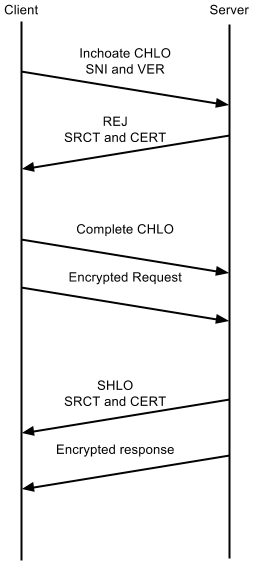 Client
Server
Inchoate CHLO
SNI and VER
REJ
SRCT and CERT
Complete CHLO
Encrypted Request
SHLO
SRCT and CERT
Encrypted response